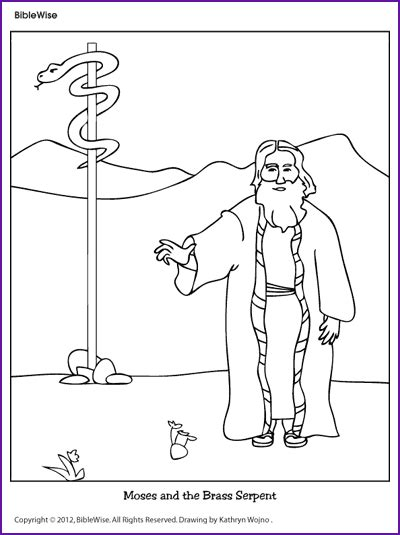 BibleWise
Moses and the Brass Serpent
Copyright © 2012, BibleWise. All Rights Reserved. Drawing by Kathryn Wojno .